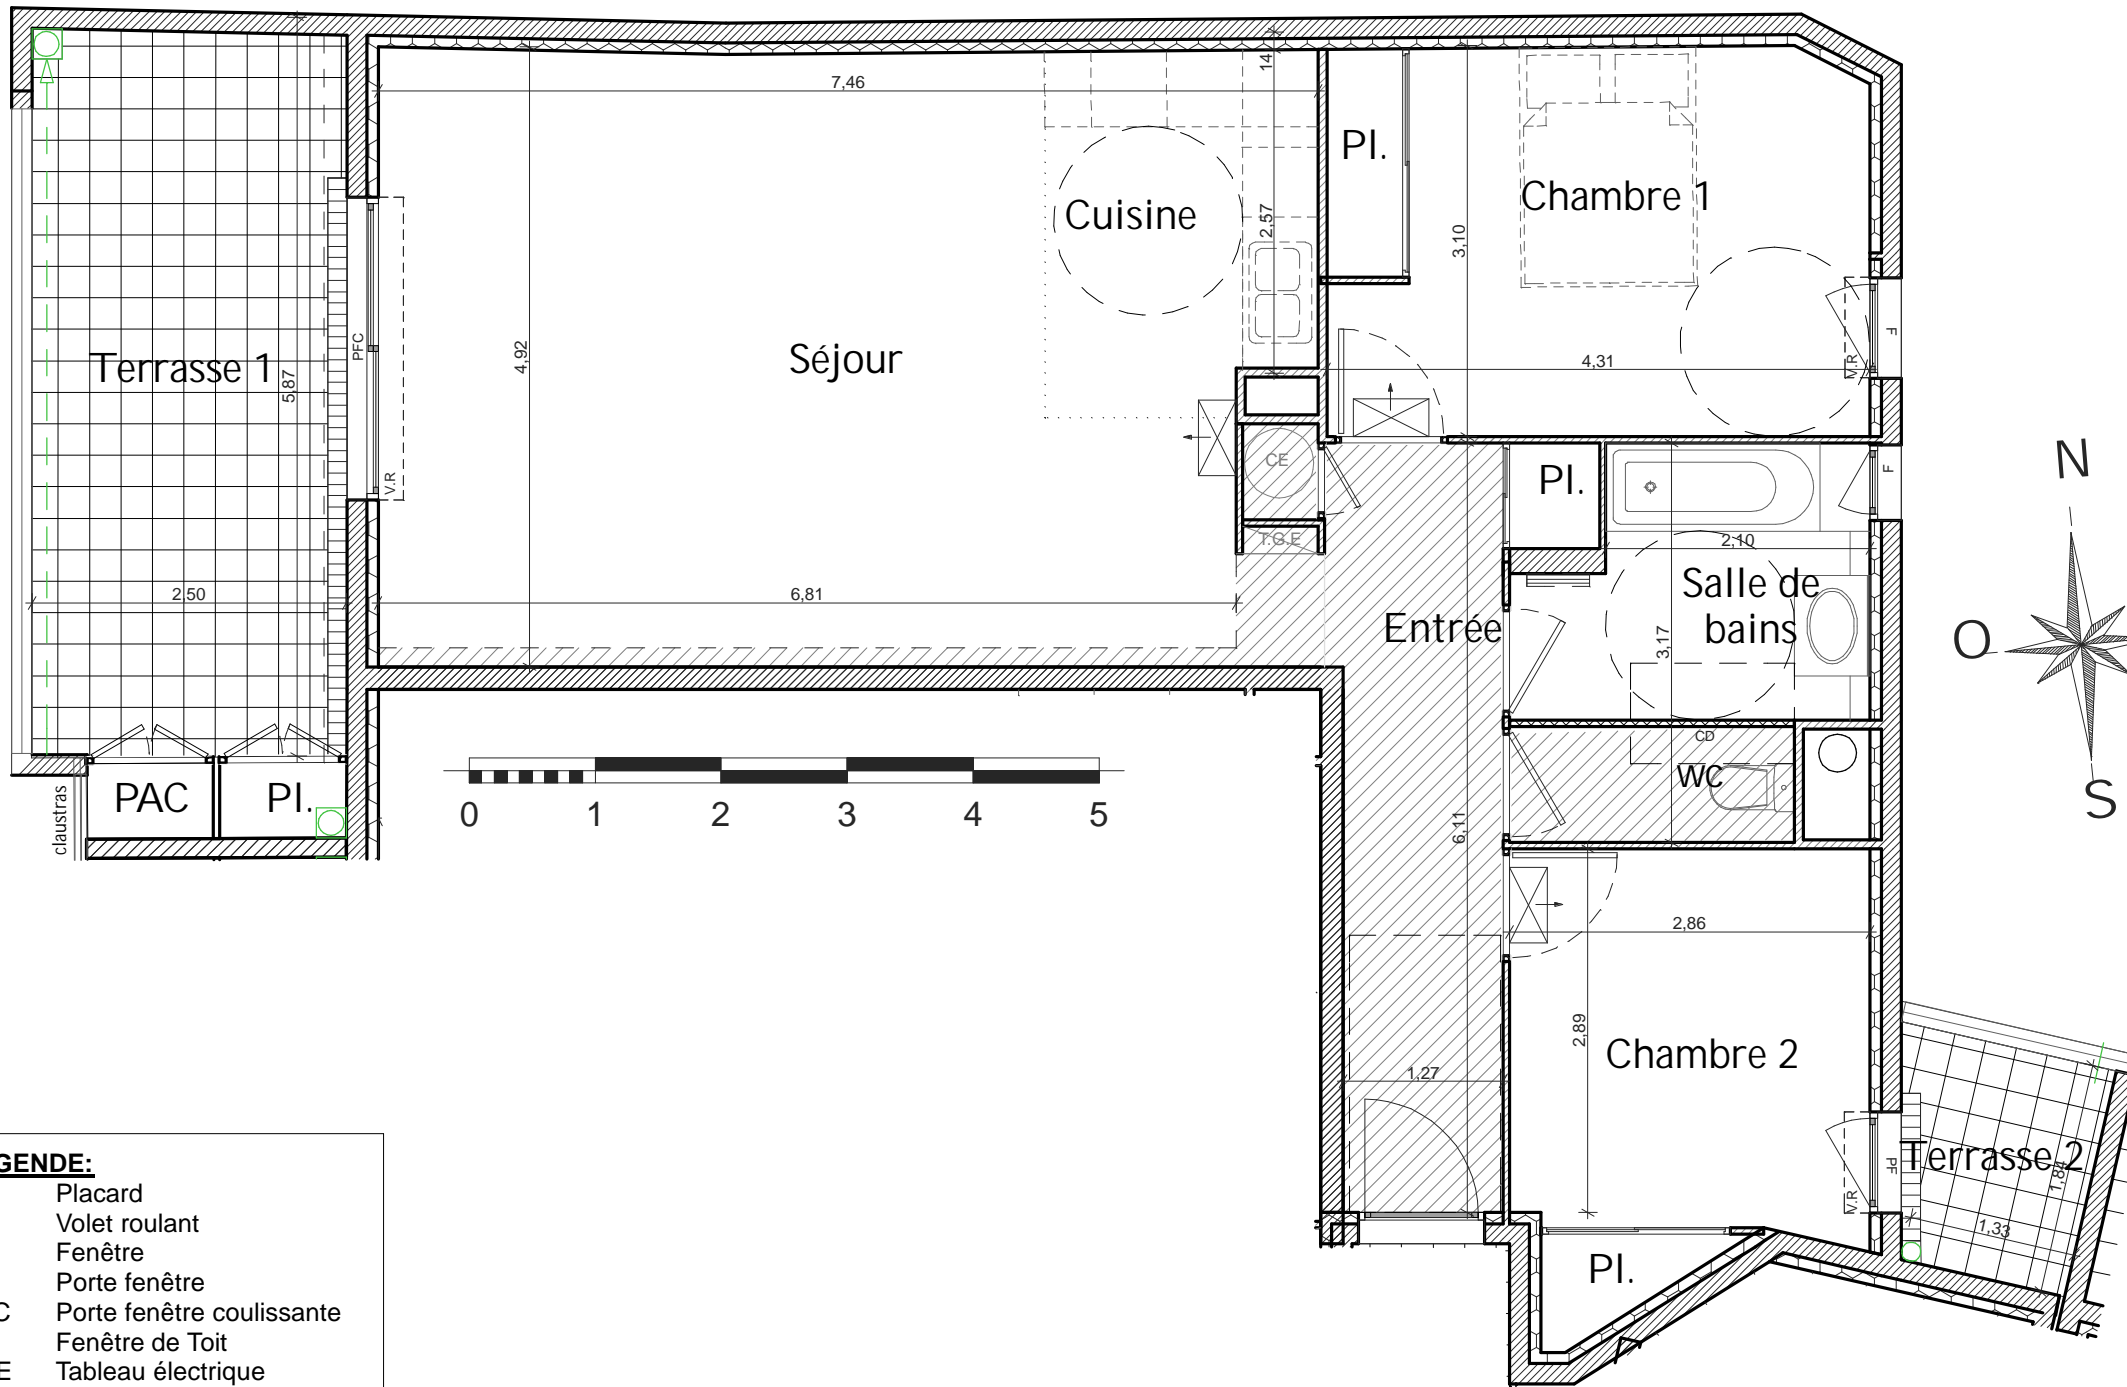 14
7,46
Pl.
Chambre 1
Cuisine
2,57
3,10
F
Terrasse 1
5,87
PFC
4,92
Séjour
4,31
V.R
N
CE
Pl.
F
V.R
T.G.E
2,10
2,50
6,81
Salle de
bains
Entrée
3,17
O
CD
WC
PAC
Pl.
claustras
0 1 2 3 4 5
6,11
S
2,86
2,89
Chambre 2
1,27
PF
Terrasse 2
1,84
V.R
1,33
Pl.
GENDE:
Placard
Volet roulant
Fenêtre
Porte fenêtre
C Porte fenêtre coulissante
Fenêtre de Toit
E Tableau électrique